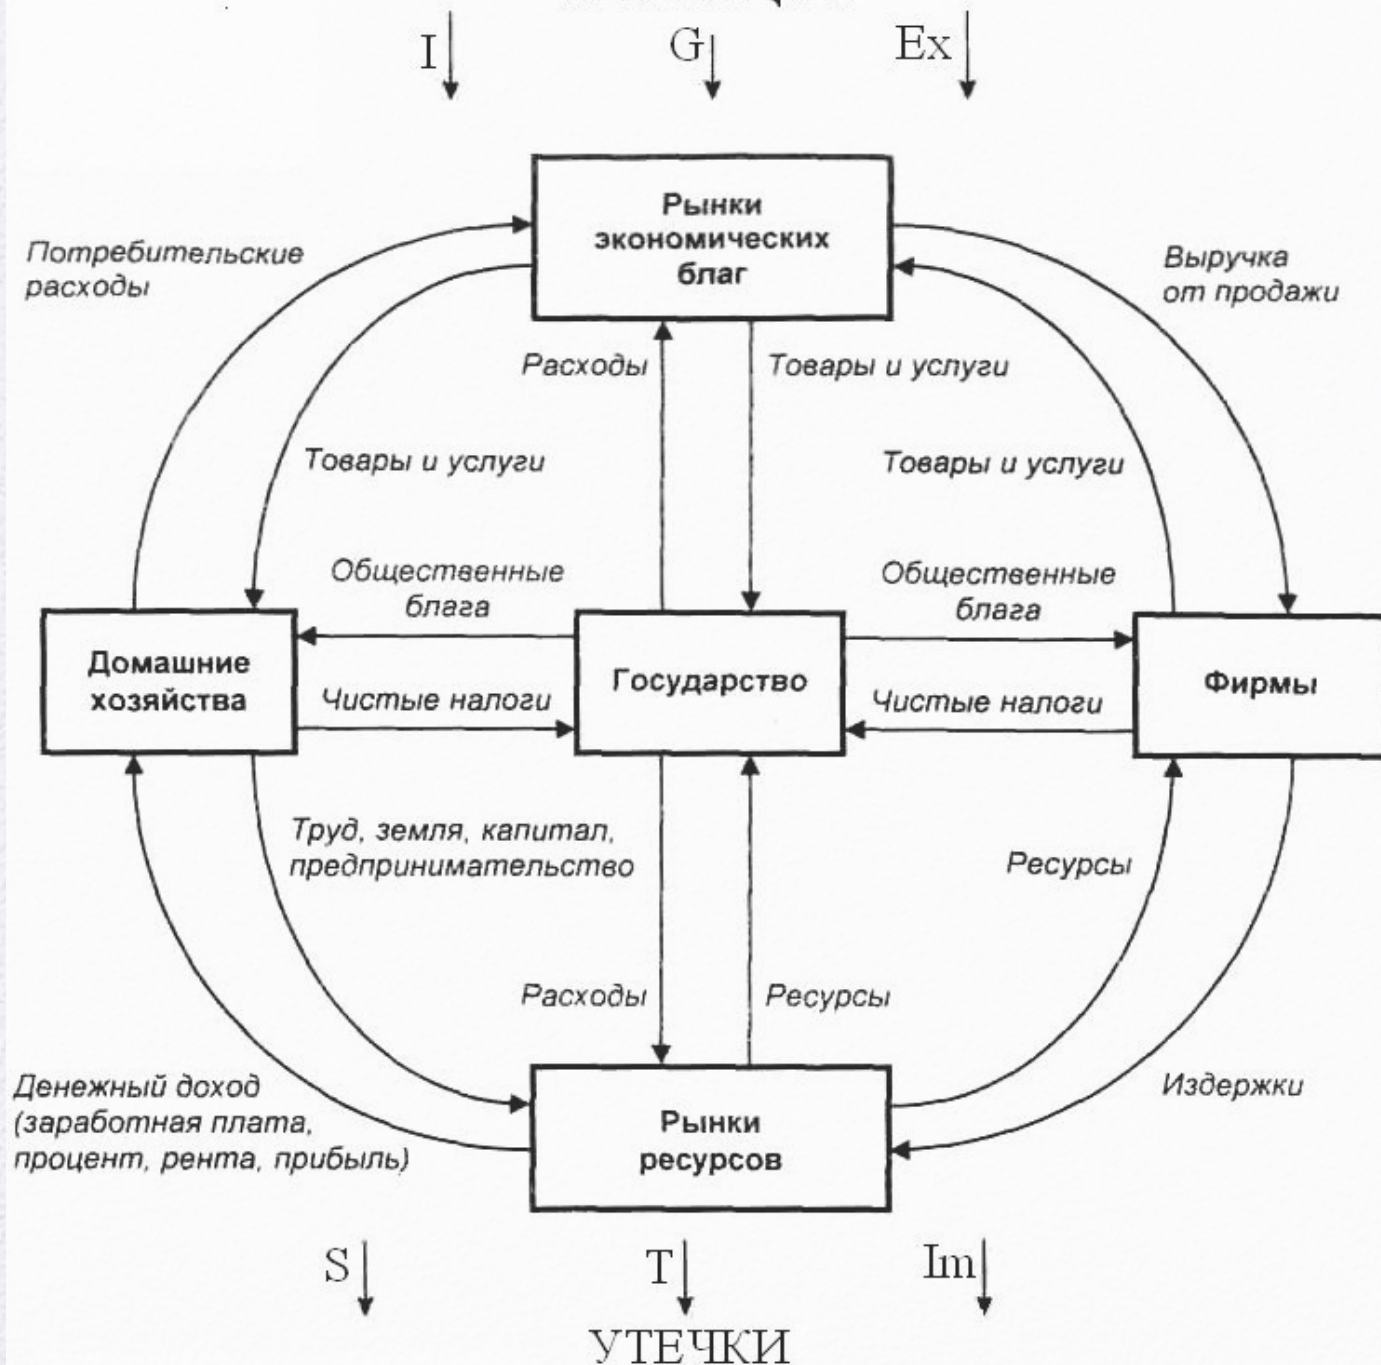 I
G
Ex
Рынки
экономических
благ
Потребительские
расходы
Выручка
от продажи
Расходы
Товары и услуги
Товары и услуги
Товары и услуги
Общественные
блага
Общественные
блага
Домашние
хозяйства
Государство
Фирмы
Чистые налоги
Чистые налоги
Труд, земля, капитал,
предпринимательство
Ресурсы
Расходы
Ресурсы
Денежный доход
(заработная плата,
процент, рента, прибыль)
Издержки
Рынки
ресурсов
S
T
Im
УТЕЧКИ